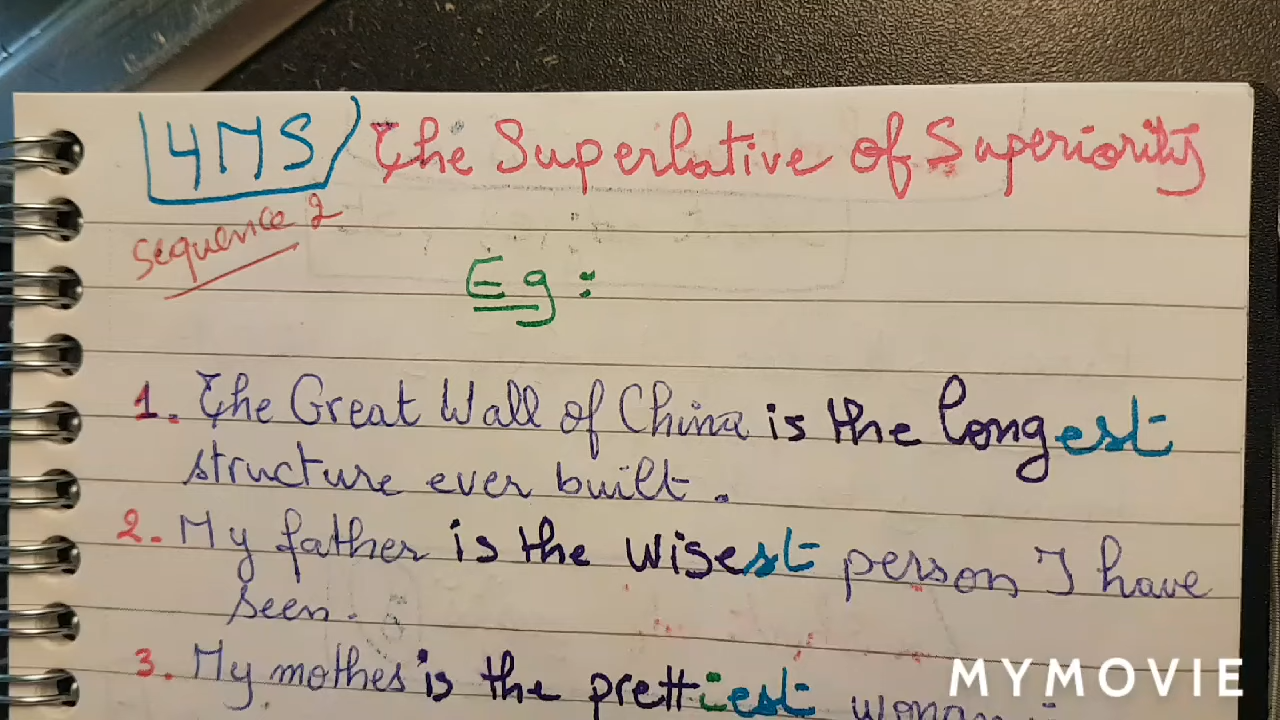 4MS The Superlative of Superiority
Sequence 2
Eg:
1. The Great Wall of China is the longest
structure ever built.
2. My father is the wisest person I have
seen.
3. My mother is the prettiest woman
MYMOVIE